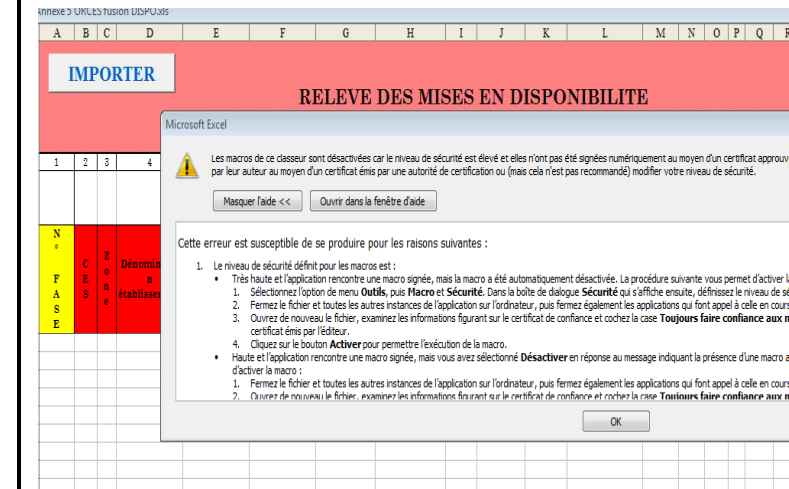 Annexe 5 ORCES fusion DISPO.xls
A B C D E F G H I J K L M N O P Q
IMPORTER
RELEVE DES MISES EN DISPONIBILITE
Microsoft Excel
1 2 3 4
Les macros de ce classeur sont désactivées car le niveau de sécurité est élevé et elles n'ont pas été signées numériquement au moyen d'un certificat approuv
par leur auteur au moyen d'un certificat émis par une autorité de certification ou (mais cela n'est pas recommandé) modifier votre niveau de sécurité.
Masquer l'aide << Ouvrir dans la fenêtre d'aide
N° FASE
CES
Zone
Dénomin
n
établisse
Cette erreur est susceptible de se produire pour les raisons suivantes :
1. Le niveau de sécurité définit pour les macros est :
• Très haute et l'application rencontre une macro signée, mais la macro a été automatiquement désactivée. La procédure suivante vous permet d'activer
1. Sélectionnez l'option de menu Outils, puis Macro et Sécurité. Dans la boîte de dialogue Sécurité qui s'affiche ensuite, définissez le niveau de sé
2. Fermez le fichier et toutes les autres instances de l'application sur l'ordinateur, puis fermez également les applications qui font appel à celle en cours
3. Ouvrez de nouveau le fichier, examinez les informations figurant sur le certificat de confiance et cochez la case Toujours faire confiance aux
certificat émis par l'éditeur.
4. Cliquez sur le bouton Activer pour permettre l'exécution de la macro.
• Haute et l'application rencontre une macro signée, mais vous avez sélectionné Désactiver en réponse au message indiquant la présence d'une macro
d'activer la macro :
1. Fermez le fichier et toutes les autres instances de l'application sur l'ordinateur, puis fermez également les applications qui font appel à celle en cours
2. Ouvrez de nouveau le fichier, examinez les informations figurant sur le certificat de confiance et cochez la case Toujours faire confiance aux
OK